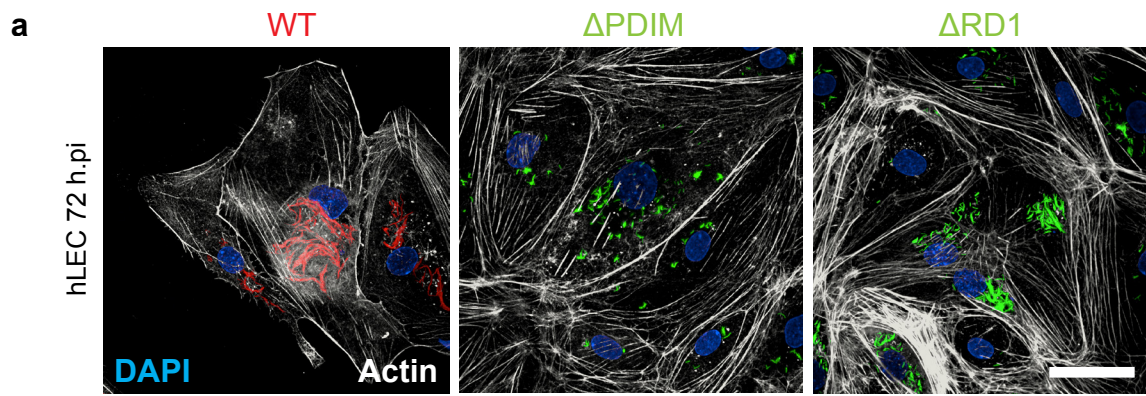 a
WT
ΔPDIM
ΔRD1
hLEC 72 h.pi
DAPI
Actin